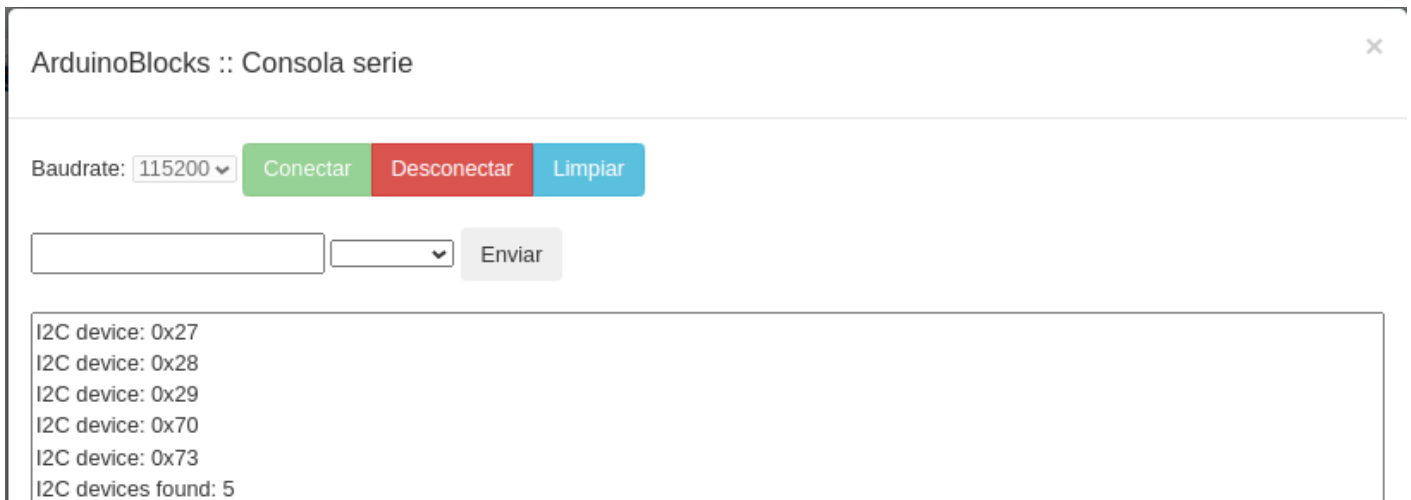 ArduinoBlocks :: Consola serie
×
Baudrate: 115200 Conectar Desconectar Limpiar
Enviar
I2C device: 0x27
I2C device: 0x28
I2C device: 0x29
I2C device: 0x70
I2C device: 0x73
I2C devices found: 5